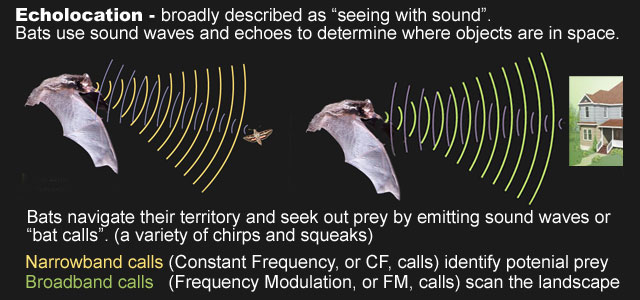 Echolocation - broadly described as “seeing with sound”.
Bats use sound waves and echoes to determine where objects are in space.
Bats navigate their territory and seek out prey by emitting sound waves or
“bat calls”. (a variety of chirps and squeaks)
Narrowband calls (Constant Frequency, or CF, calls) identify potenial prey
Broadband calls (Frequency Modulation, or FM, calls) scan the landscape